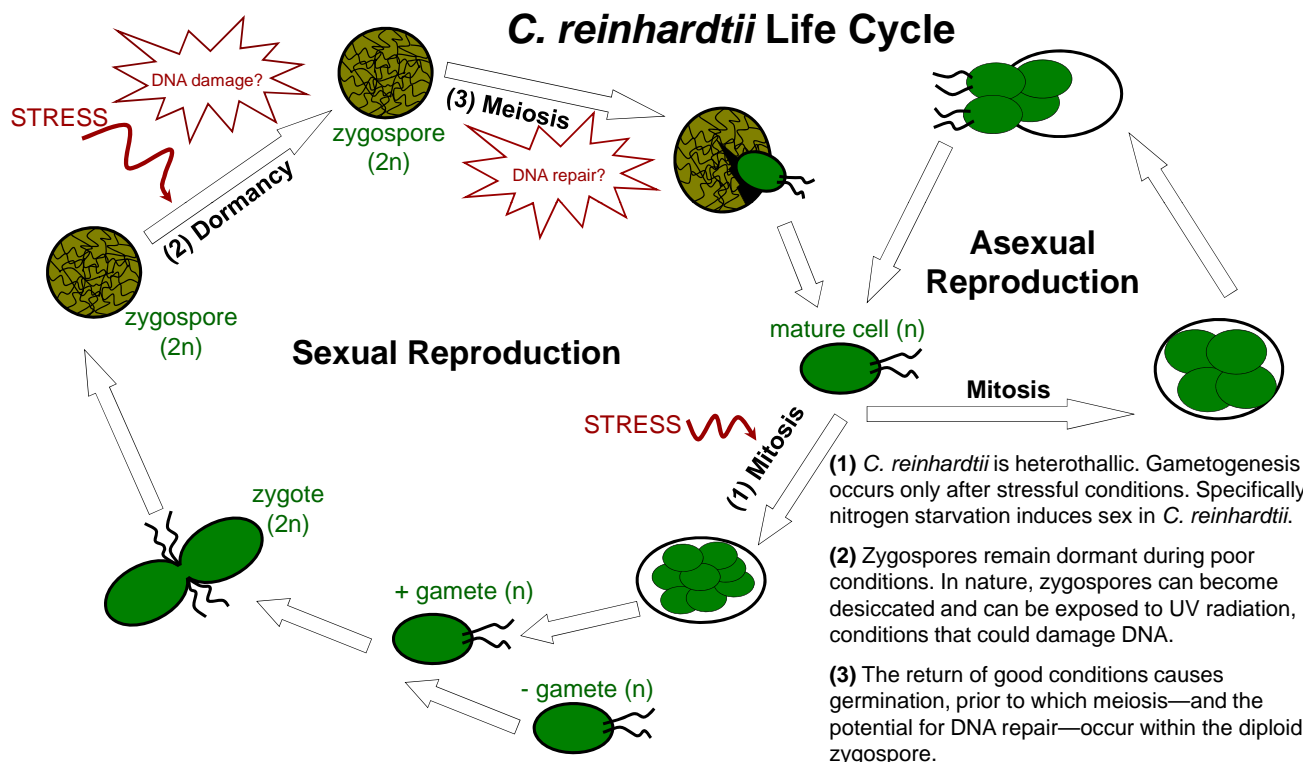 C. reinhardtii Life Cycle
DNA damage?
STRESS
zygospore
(2n)
(3) Meiosis
DNA repair?
(2) Dormancy
zygospore
(2n)
Asexual
Reproduction
Sexual Reproduction
mature cell (n)
Mitosis
STRESS
(1) Mitosis
zygote
(2n)
+ gamete (n)
- gamete (n)
(1) C. reinhardtii is heterothallic. Gametogenesis
occurs only after stressful conditions. Specifically
nitrogen starvation induces sex in C. reinhardtii.
(2) Zygospores remain dormant during poor
conditions. In nature, zygospores can become
desiccated and can be exposed to UV radiation,
conditions that could damage DNA.
(3) The return of good conditions causes
germination, prior to which meiosis—and the
potential for DNA repair—occur within the diploid
zygospore.